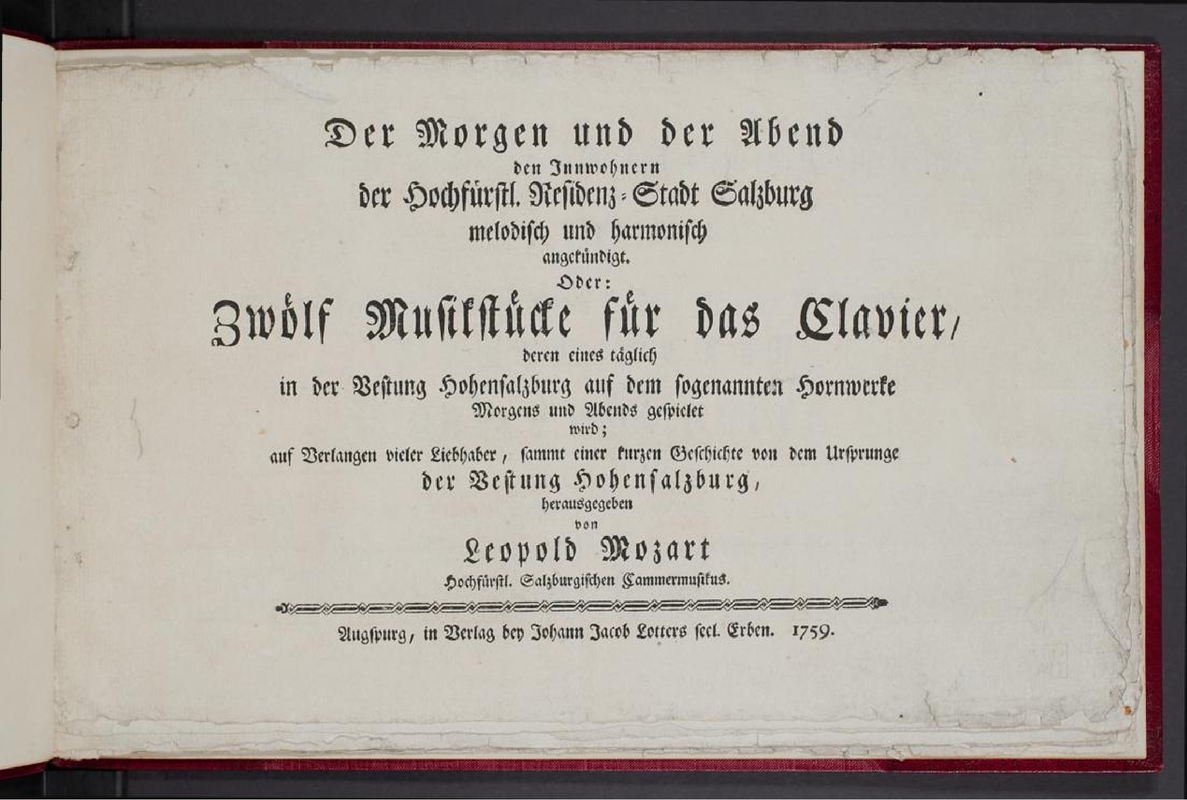 Der Morgen und der Abend
den Innwohnern
der Hochfürstl. Residenz-Stadt Salzburg
melodisch und harmonisch
angekündigt.
Oder:
Zwölf Musikstücke für das Clavier,
deren eines täglich
in der Vestung Hohensalzburg auf dem sogenannten Hornwerke
Morgens und Abends gespielet
wird;
auf Verlangen vieler Liebhaber, sammt einer kurzen Geschichte von dem Ursprunge
der Vestung Hohensalzburg,
herausgegeben
von
Leopold Mozart
Hochfürstl. Salzburgischen Cammermusikus.
Augspurg, in Verlag bey Johann Jacob Lotters seel. Erben. 1759.